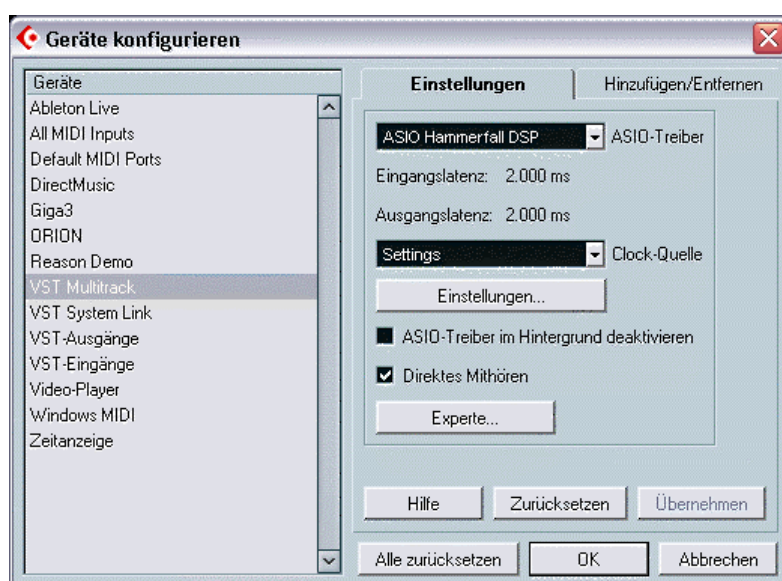 Geräte konfigurieren
Geräte
Ableton Live
All MIDI Inputs
Default MIDI Ports
DirectMusic
Giga3
ORION
Reason Demo
VST Multitrack
VST System Link
VST-Ausgänge
VST-Eingänge
Video-Player
Windows MIDI
Zeitanzeige
Einstellungen
Hinzufügen/Entfernen
ASIO Hammerfall DSP ASIO-Treiber
Eingangslatenz: 2.000 ms
Ausgangslatenz: 2.000 ms
Settings Clock-Quelle
Einstellungen...
ASIO-Treiber im Hintergrund deaktivieren
Direktes Mithören
Experte...
Hilfe Zurücksetzen Übernehmen
Alle zurücksetzen OK Abbrechen